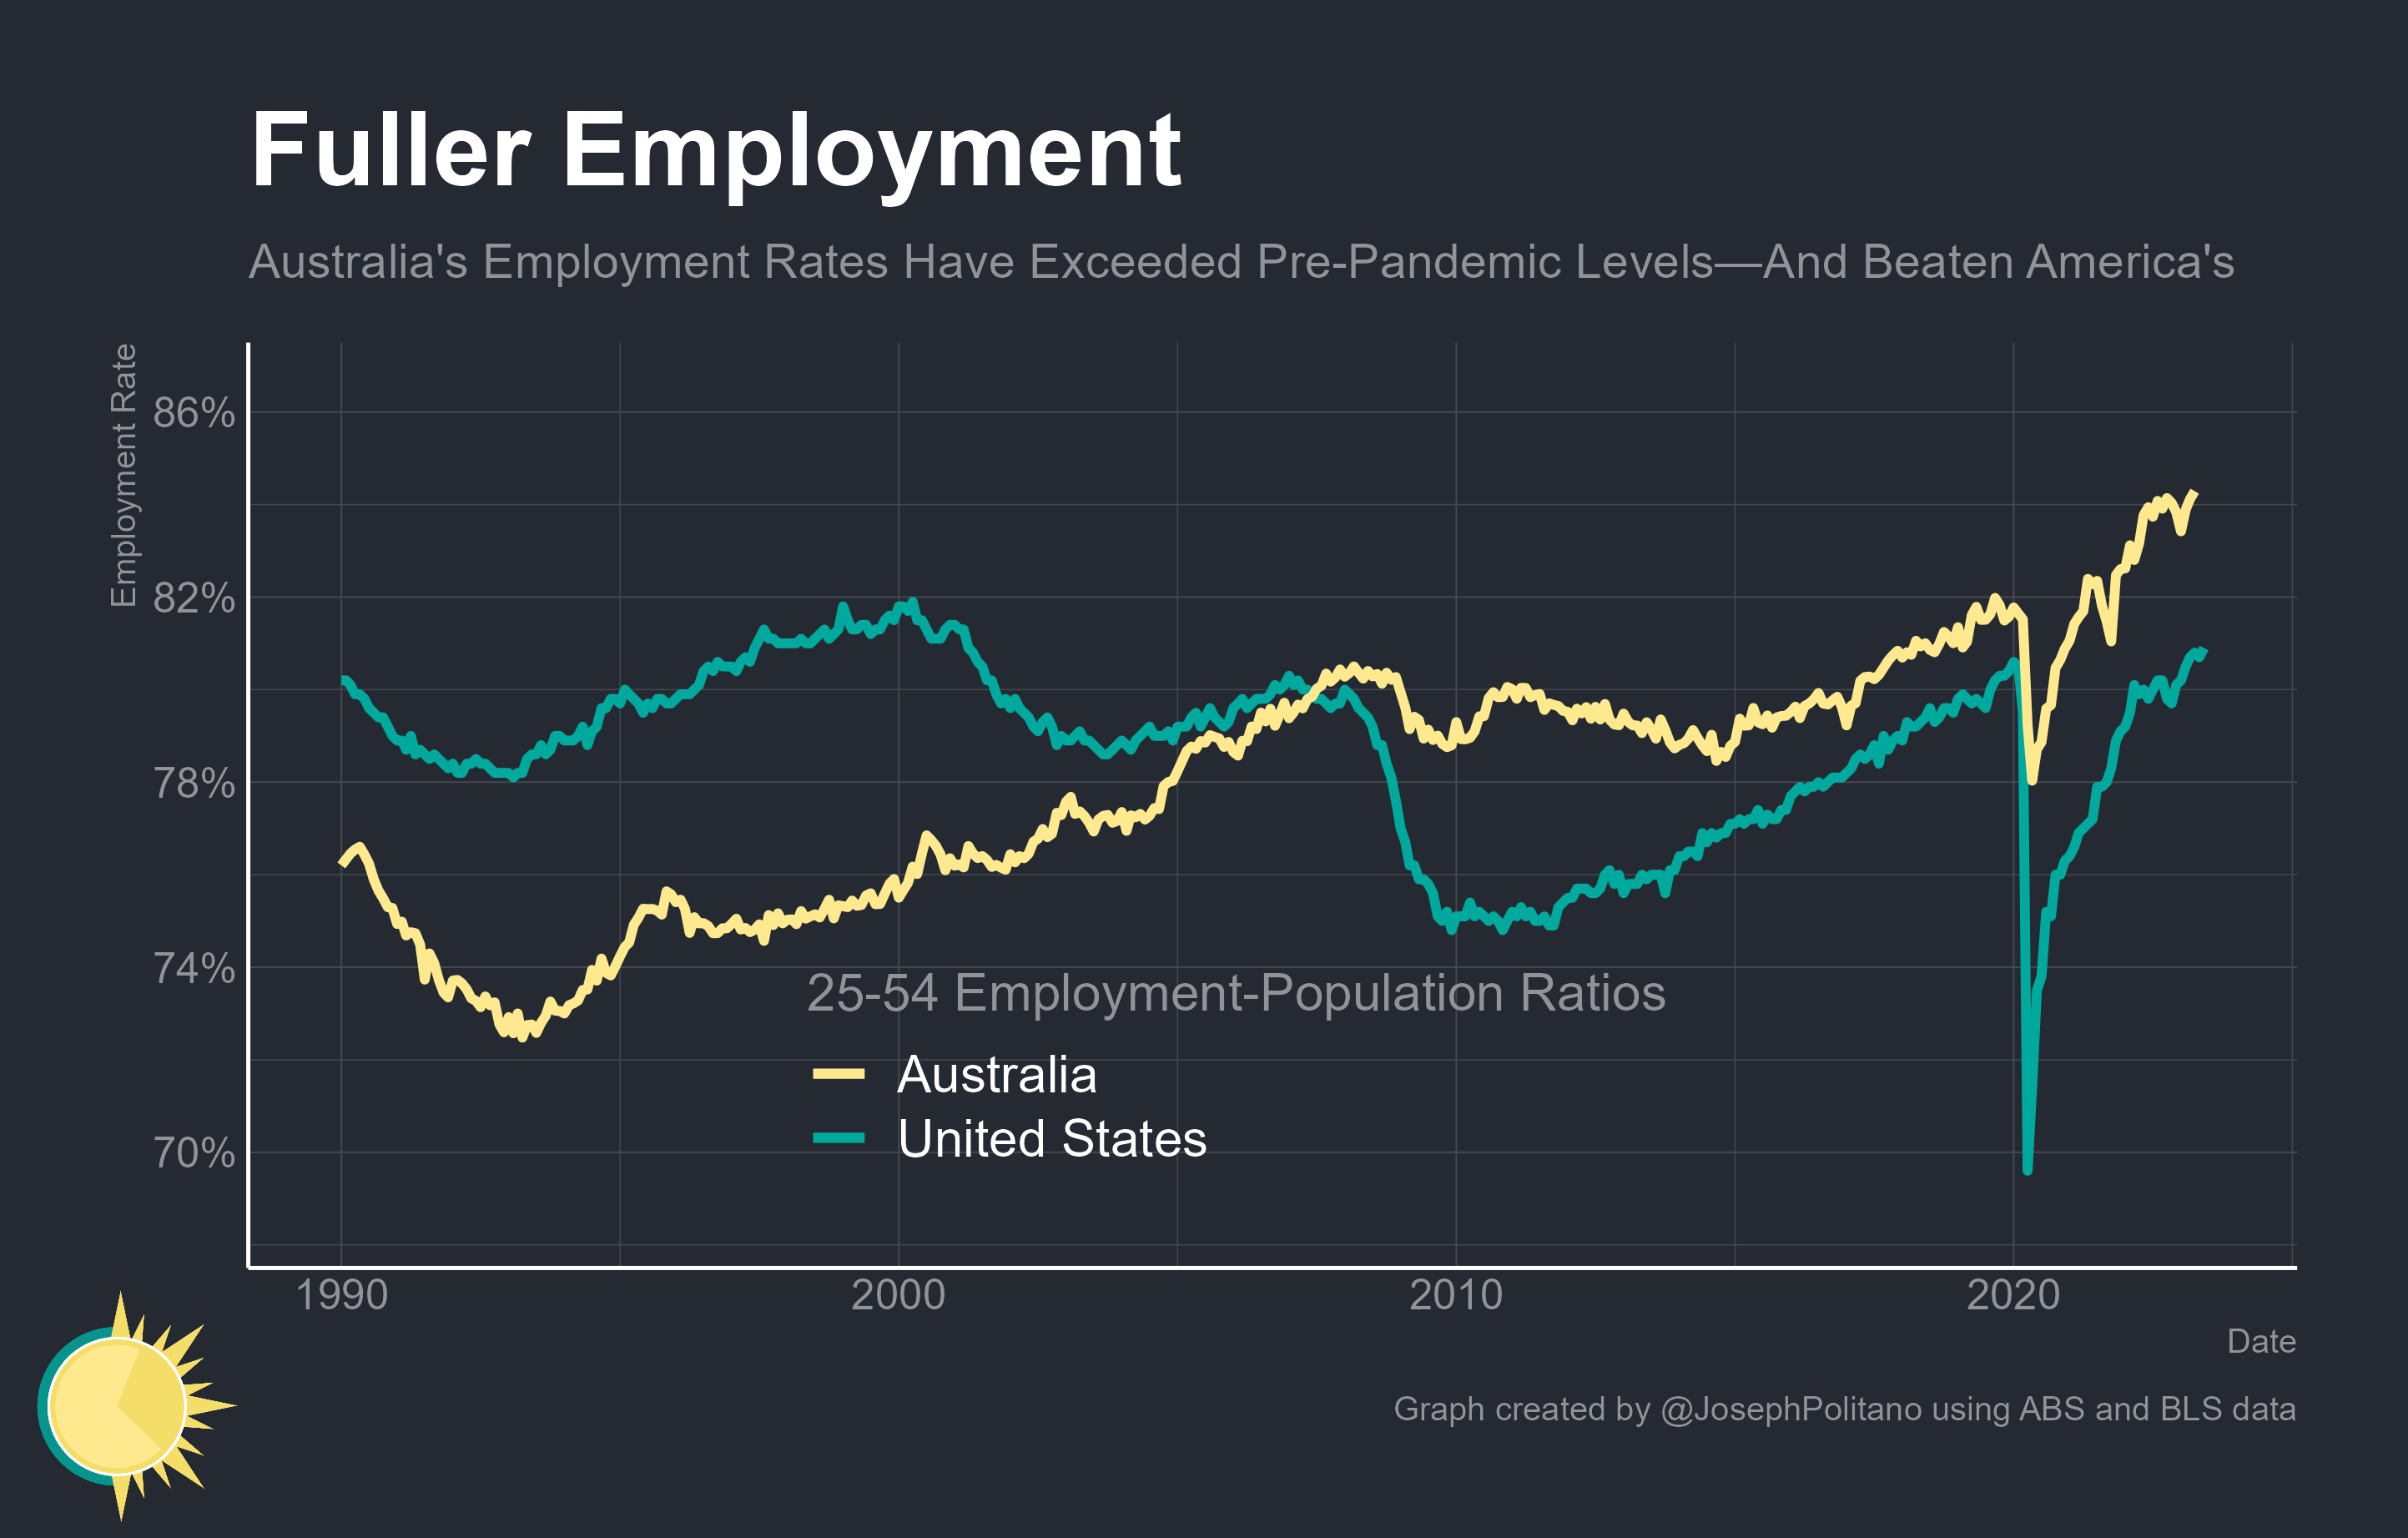 Fuller Employment
Australia's Employment Rates Have Exceeded Pre-Pandemic Levels—And Beaten America's
Employment Rate
86%
82%
78%
74%
70%
25-54 Employment-Population Ratios
Australia
United States
1990
2000
2010
2020
Date
Graph created by @JosephPolitano using ABS and BLS data